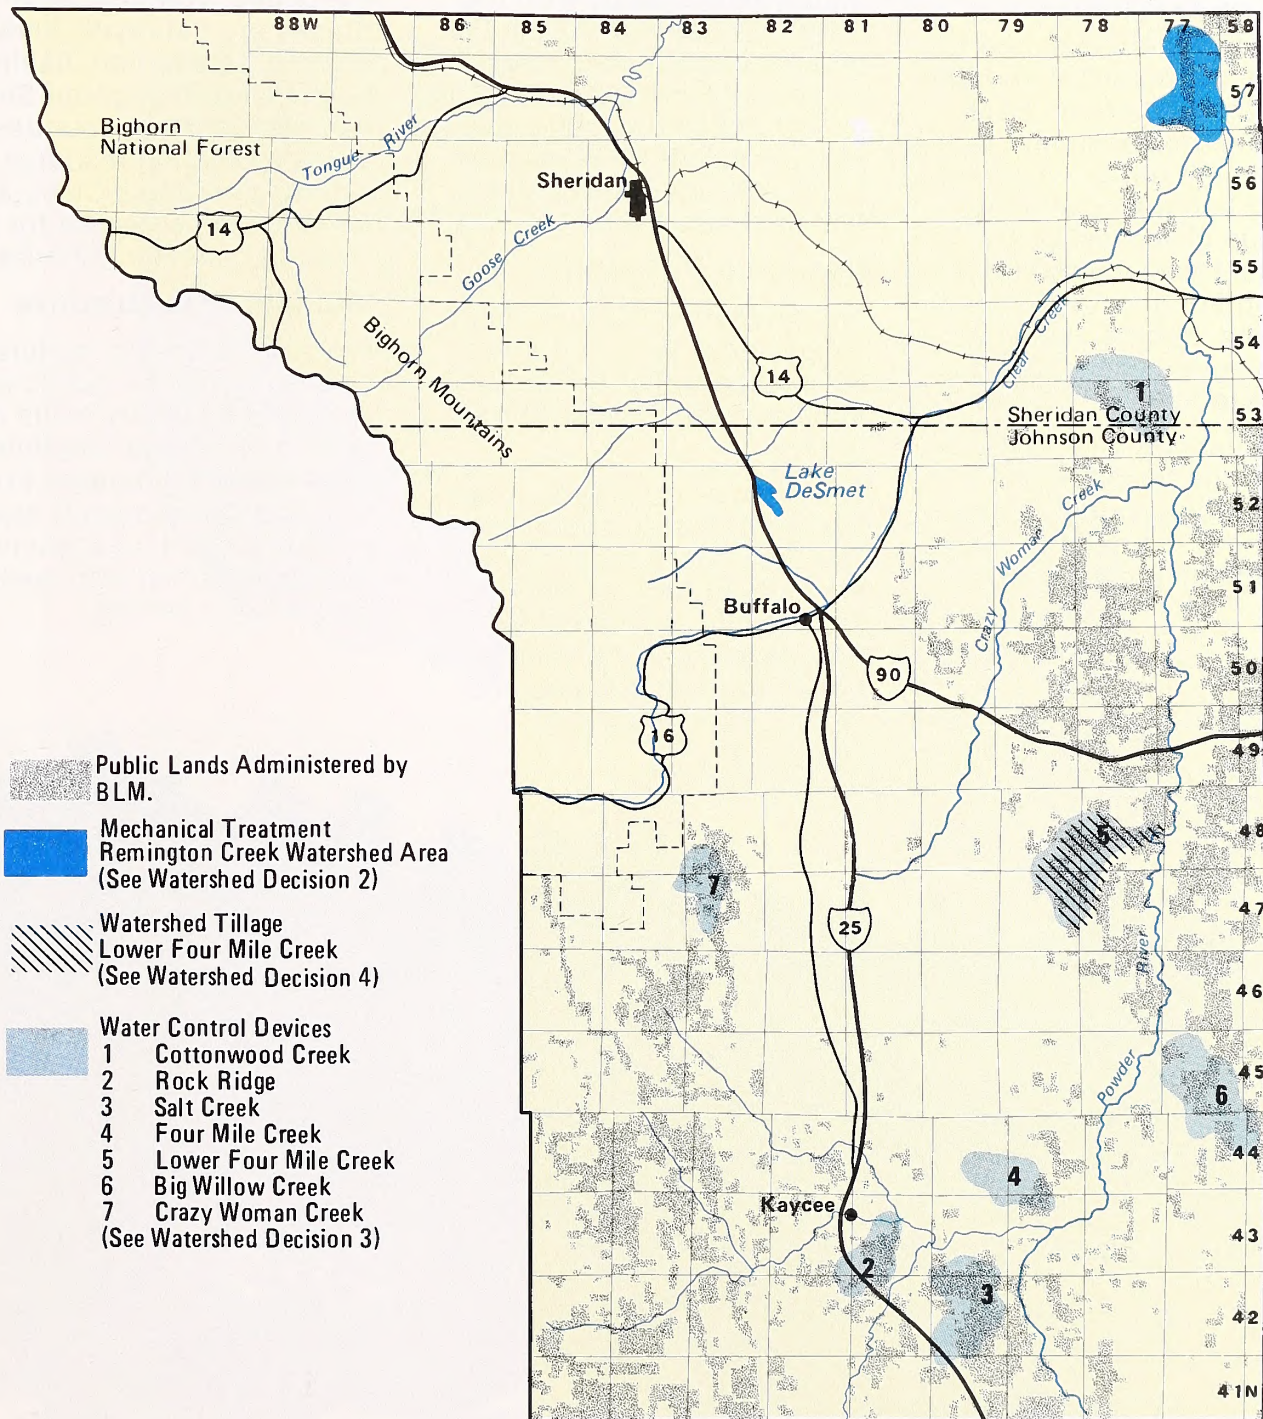 88W 86 85 84 83 82 81 80 79 78 77 58
57
Bighorn
National Forest
Tongue River
Sheridan
56
14
Goose Creek
55
Bighorn Mountains
54
14
Clear Creek
1
Sheridan County
53
Johnson County
Lake
DeSmet
Crazy Woman Creek
52
51
Buffalo
50
90
16
49
Public Lands Administered by
BLM.
Mechanical Treatment
Remington Creek Watershed Area
(See Watershed Decision 2)
5
48
7
47
25
Watershed Tillage
Lower Four Mile Creek
(See Watershed Decision 4)
Powder River
46
Water Control Devices
1 Cottonwood Creek
2 Rock Ridge
3 Salt Creek
4 Four Mile Creek
5 Lower Four Mile Creek
6 Big Willow Creek
7 Crazy Woman Creek
(See Watershed Decision 3)
45
6
44
4
Kaycee
43
2
3
42
41N